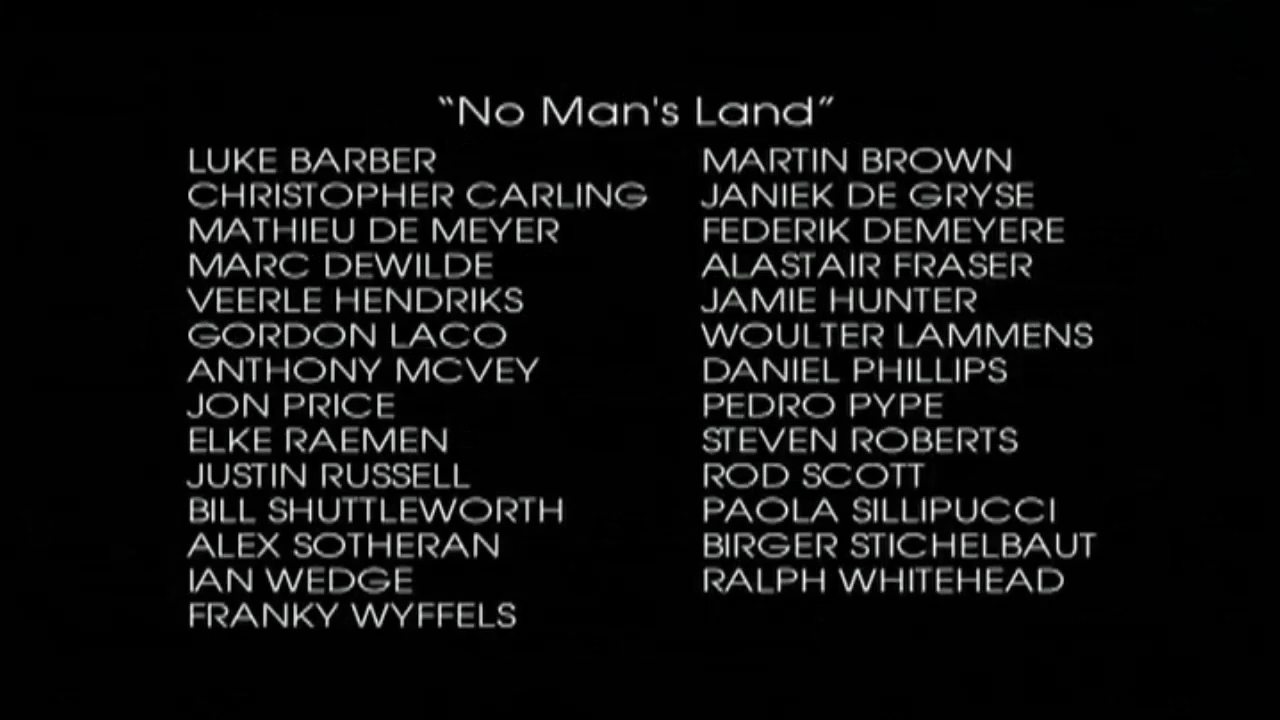 “No Man's Land”
LUKE BARBER
CHRISTOPHER CARLING
MATHIEU DE MEYER
MARC DEWILDE
VEERLE HENDRIKS
GORDON LACO
ANTHONY MCVEY
JON PRICE
ELKE RAEMEN
JUSTIN RUSSELL
BILL SHUTTLEWORTH
ALEX SOTHERAN
IAN WEDGE
FRANKY WYFFELS
MARTIN BROWN
JANIEK DE GRYSE
FEDERIK DEMEYERE
ALASTAIR FRASER
JAMIE HUNTER
WOULTER LAMMENS
DANIEL PHILLIPS
PEDRO PYPE
STEVEN ROBERTS
ROD SCOTT
PAOLA SILLIPUCCI
BIRGER STICHELBAUT
RALPH WHITEHEAD